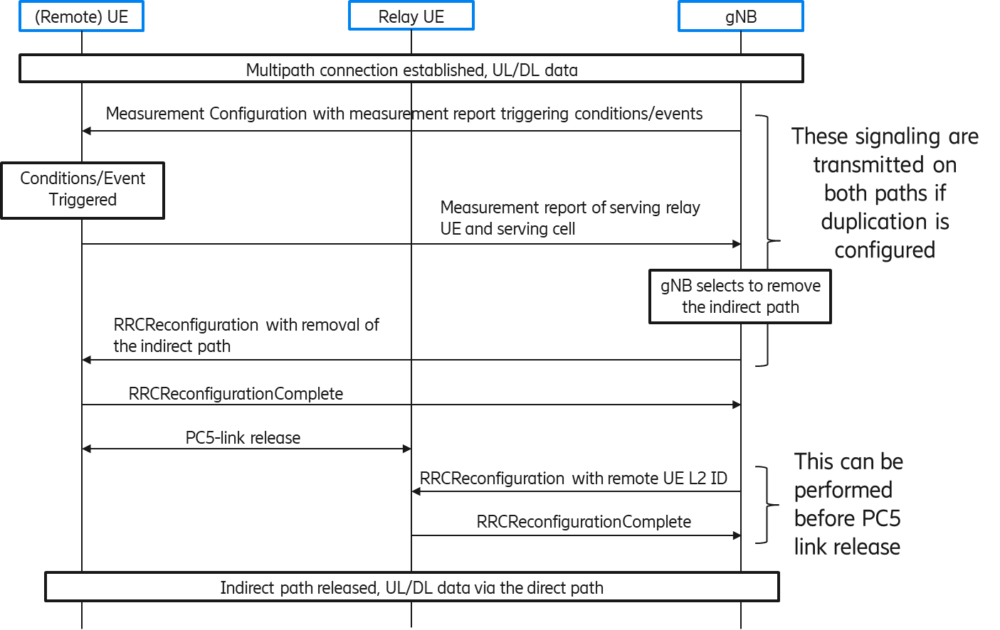 (Remote) UE
Relay UE
gNB
Multipath connection established, UL/DL data
Measurement Configuration with measurement report triggering conditions/events
These signaling are
transmitted on
both paths if
duplication is
configured
Conditions/Event
Triggered
Measurement report of serving relay
UE and serving cell
gNB selects to remove
the indirect path
RRCReconfiguration with removal of
the indirect path
RRCReconfigurationComplete
PC5-link release
This can be
performed
before PC5
link release
RRCReconfiguration with remote UE L2 ID
RRCReconfigurationComplete
Indirect path released, UL/DL data via the direct path